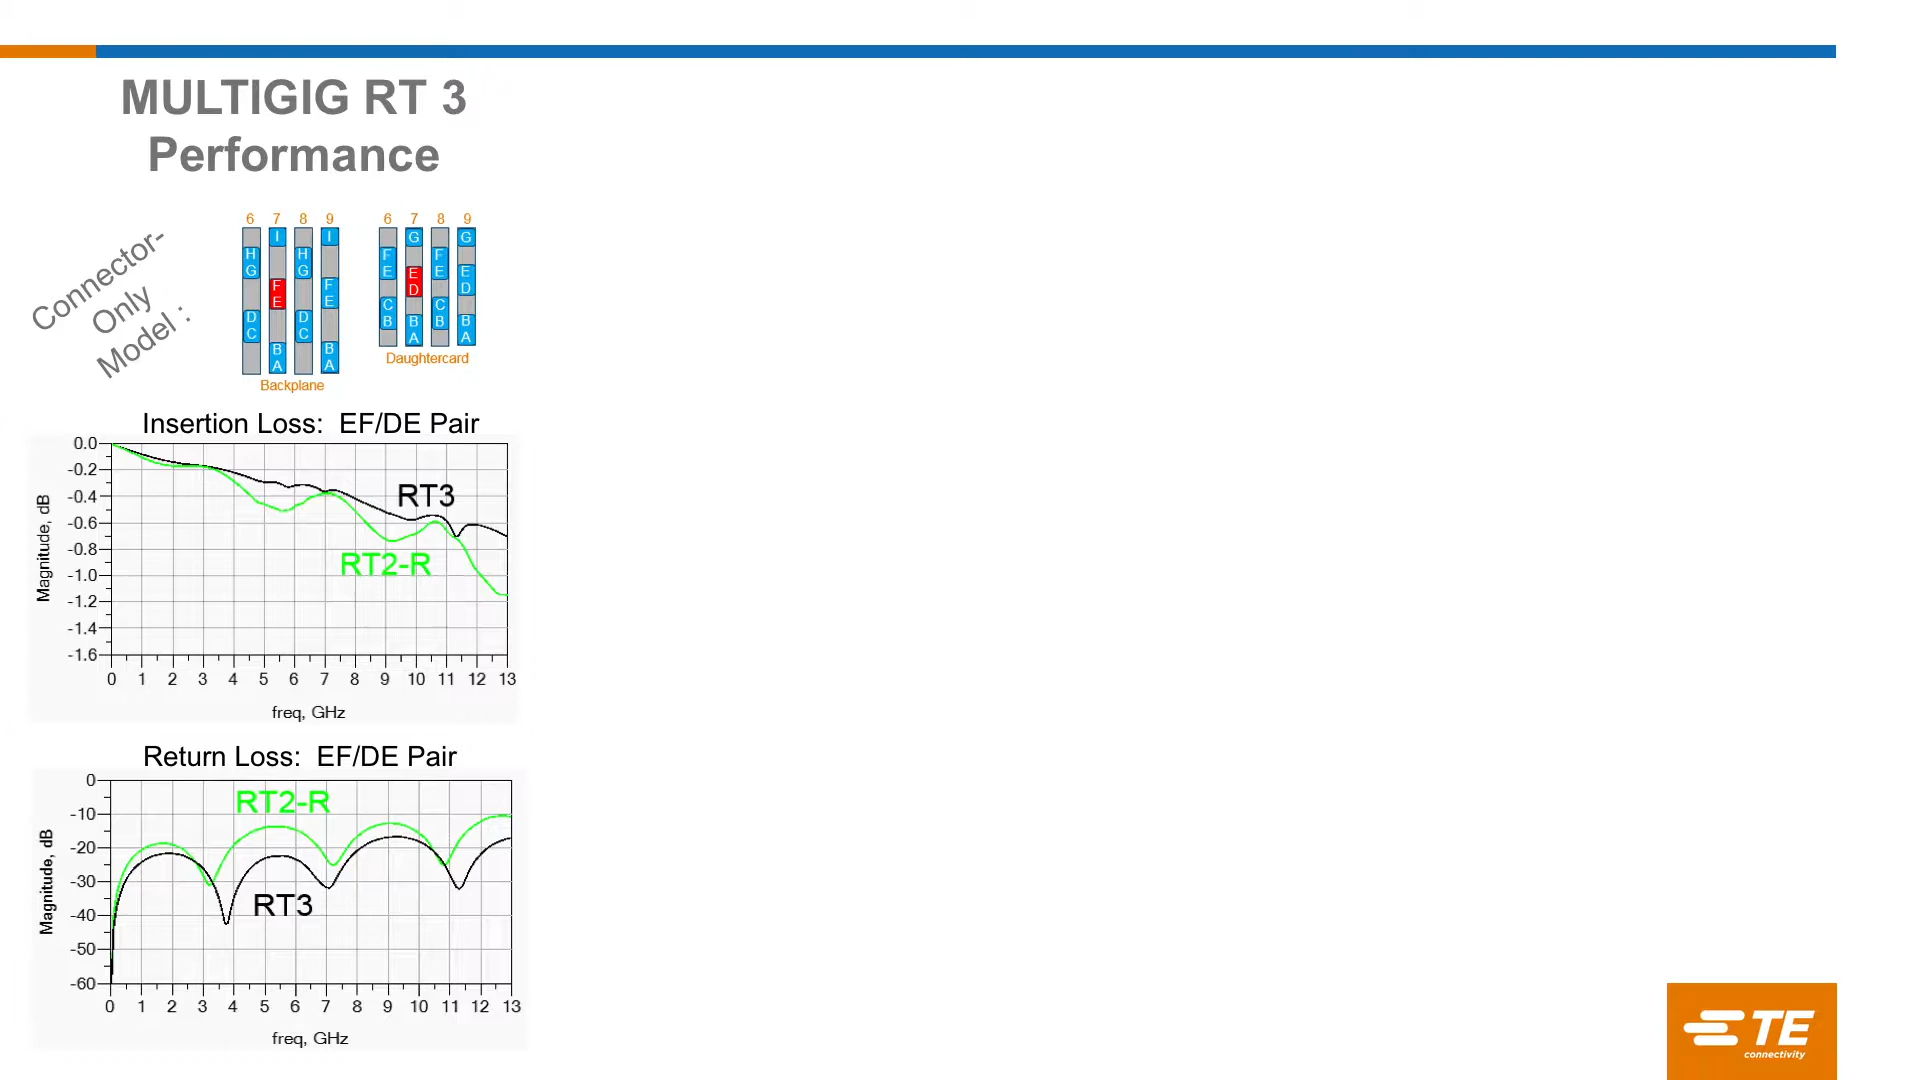 MULTIGIG RT 3
Performance
Connector-
Only
Model :
6 7 8 9
I I
H H
G G
F F
E E
D D
C C
B B
A A
Backplane
6 7 8 9
G G
F F
E E E E
D D
C C
B B B B
A A
Daughtercard
Insertion Loss: EF/DE Pair
Magnitude, dB
0.0
-0.2
-0.4
-0.6
-0.8
-1.0
-1.2
-1.4
-1.6
RT3
RT2-R
0 1 2 3 4 5 6 7 8 9 10 11 12 13
freq, GHz
Return Loss: EF/DE Pair
Magnitude, dB
0
-10
-20
-30
-40
-50
-60
RT2-R
RT3
0 1 2 3 4 5 6 7 8 9 10 11 12 13
freq, GHz
TE
connectivity